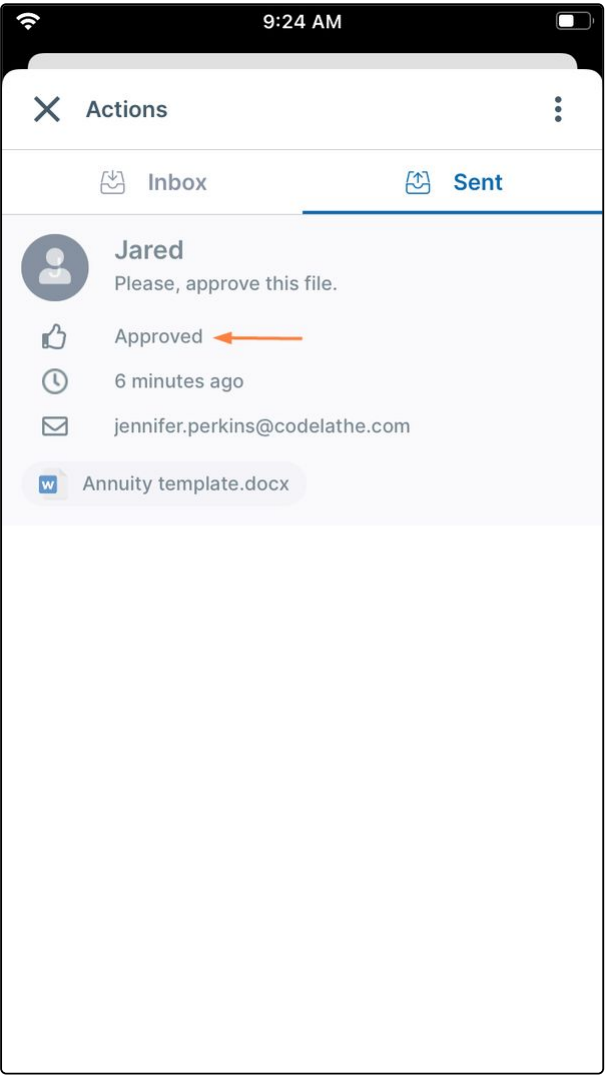 9:24 AM
Actions
Inbox
Sent
J
Jared
Please, approve this file.
Approved
6 minutes ago
jennifer.perkins@codelathe.com
W
Annuity template.docx